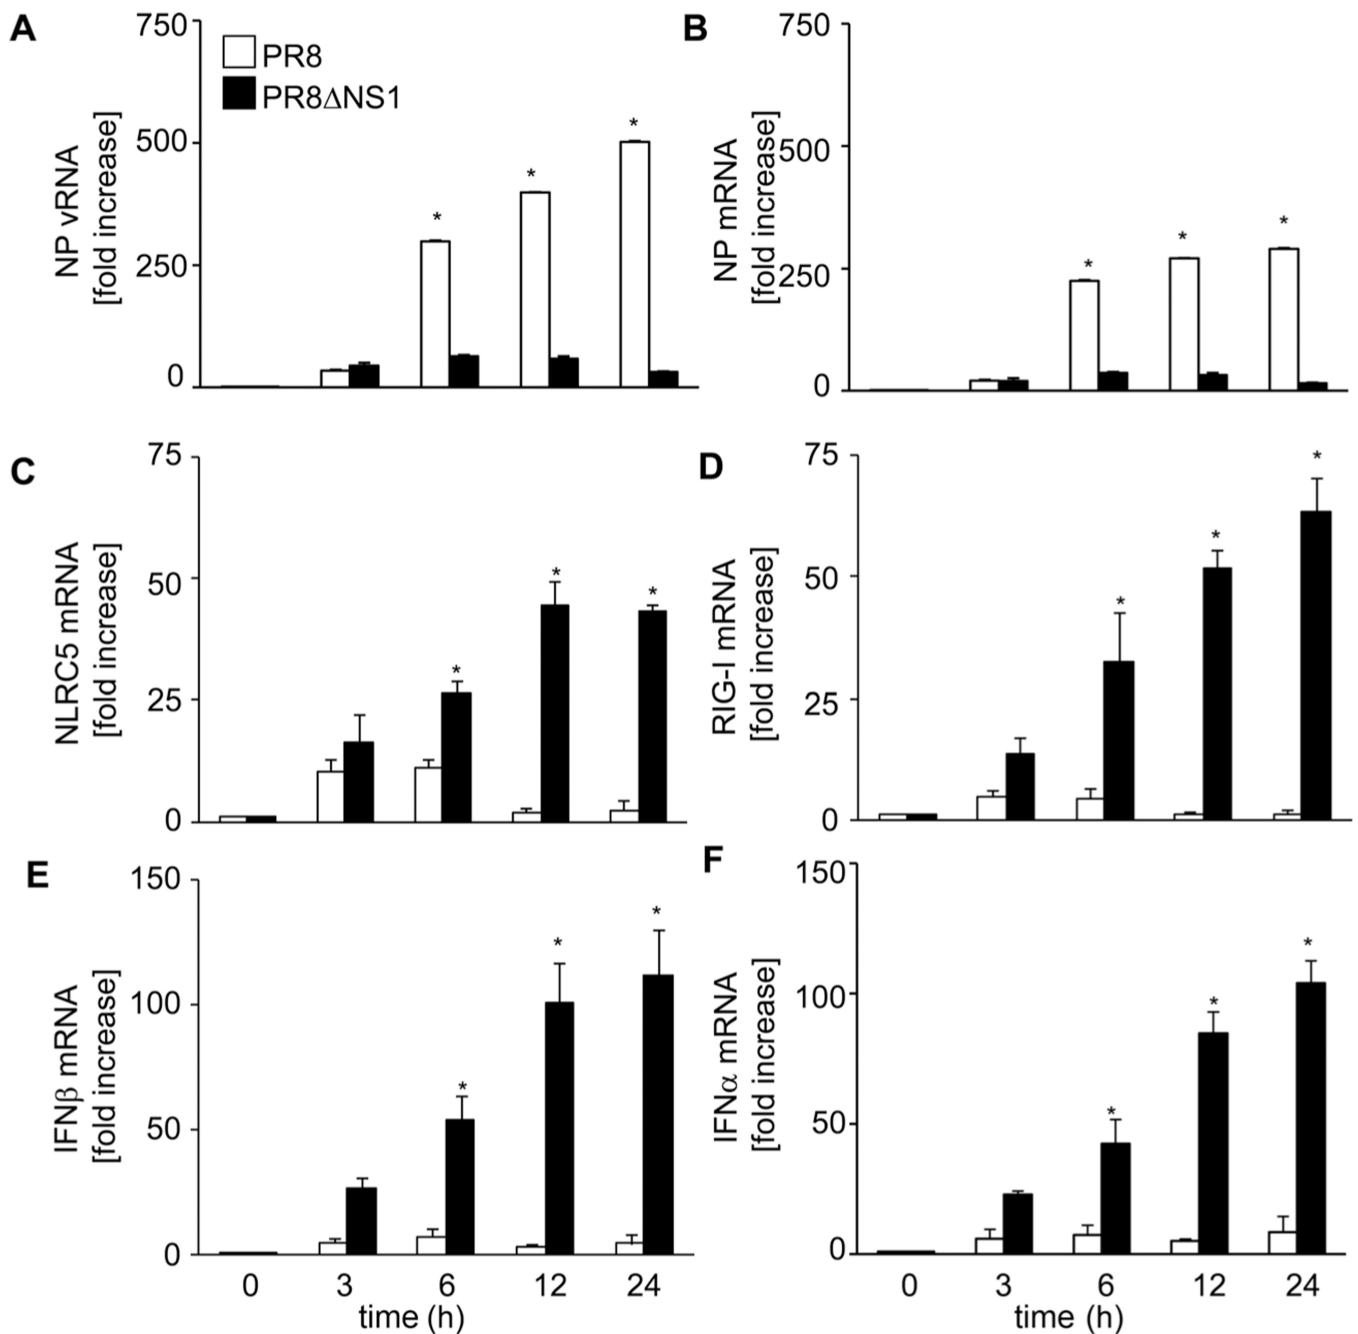 A
750
500
250
0
NP vRNA
[fold increase]
PR8
PR8ΔNS1
*
*
*
B
750
500
250
0
NP mRNA
[fold increase]
*
*
*
C
75
50
25
0
NLRC5 mRNA
[fold increase]
*
*
*
D
75
50
25
0
RIG-I mRNA
[fold increase]
*
*
*
E
150
100
50
0
IFNβ mRNA
[fold increase]
*
*
*
0 3 6 12 24
time (h)
F
150
100
50
0
IFNα mRNA
[fold increase]
*
*
*
0 3 6 12 24
time (h)